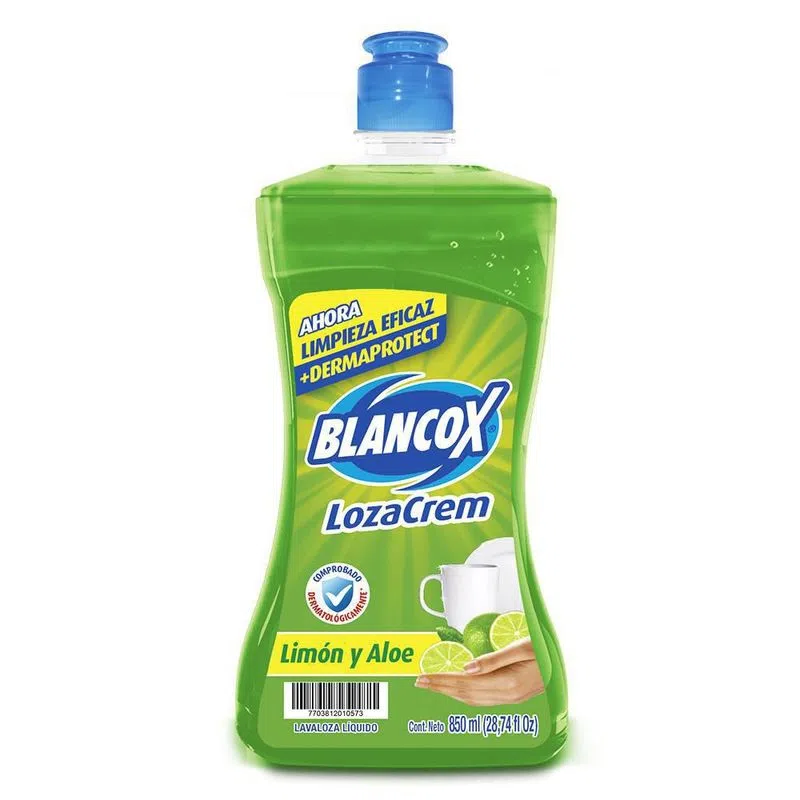 AHORA
LIMPIEZA EFICAZ
+DERMAPROTECT
BLANCOX®
LozaCrem
COMPROBADO
DERMATOLÓGICAMENTE*
Limón y Aloe
7703812010573
LAVALOZA LÍQUIDO
Cont. Neto 850 ml (28,74 fl Oz)